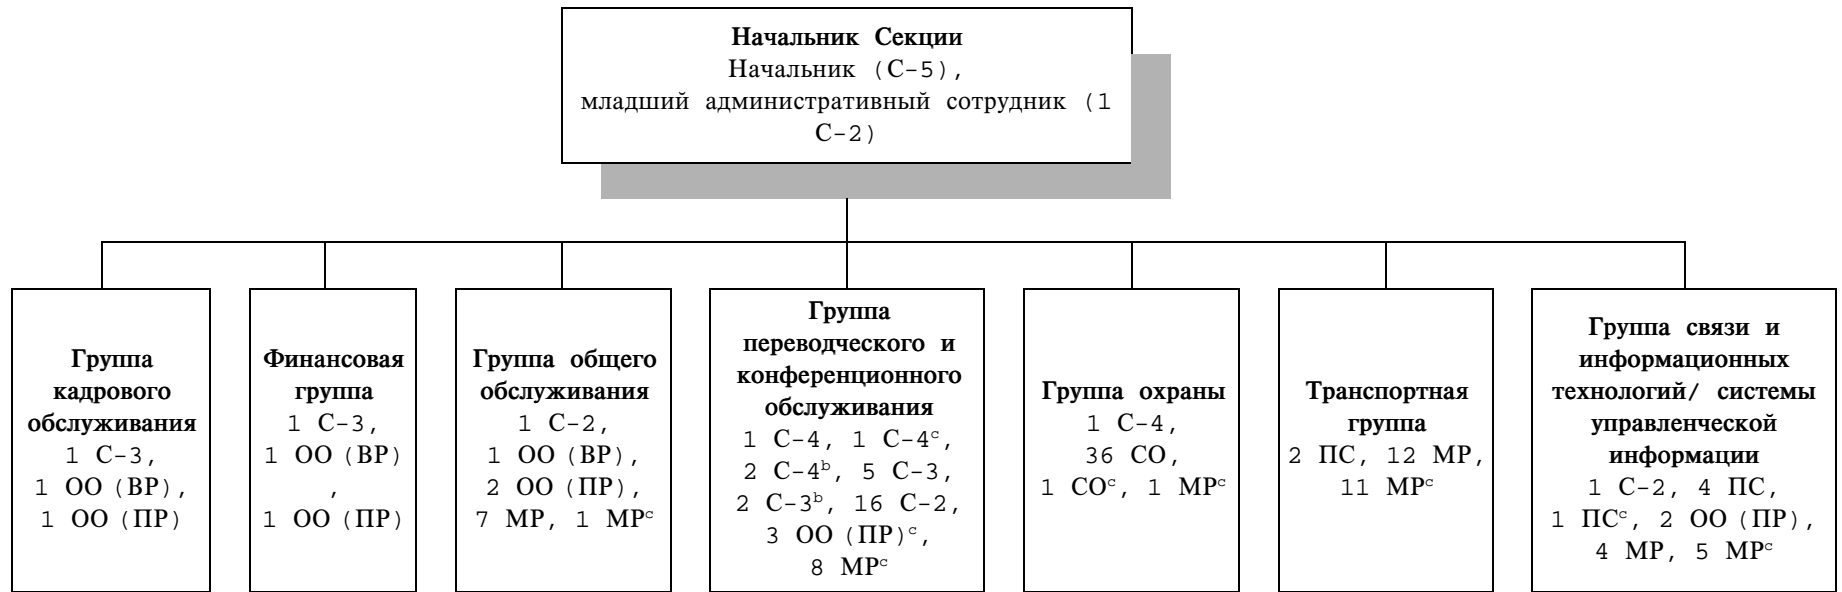 Начальник Секции
Начальник (С-5),
младший административный сотрудник (1
С-2)
Группа
кадрового
обслуживания
1 С-3,
1 ОО (ВР),
1 ОО (ПР)
Финансовая
группа
1 С-3,
1 ОО (ВР)
,
1 ОО (ПР)
Группа общего
обслуживания
1 С-2,
1 ОО (ВР),
2 ОО (ПР),
7 МР, 1 МРᶜ
Группа
переводческого и
конференционного
обслуживания
1 С-4, 1 С-4ᶜ,
2 С-4ᵇ, 5 С-3,
2 С-3ᵇ, 16 С-2,
3 ОО (ПР)ᶜ,
8 МРᶜ
Группа охраны
1 С-4,
36 СО,
1 СОᶜ, 1 МРᶜ
Транспортная
группа
2 ПС, 12 МР,
11 МРᶜ
Группа связи и
информационных
технологий/ системы
управленческой
информации
1 С-2, 4 ПС,
1 ПСᶜ, 2 ОО (ПР),
4 МР, 5 МРᶜ